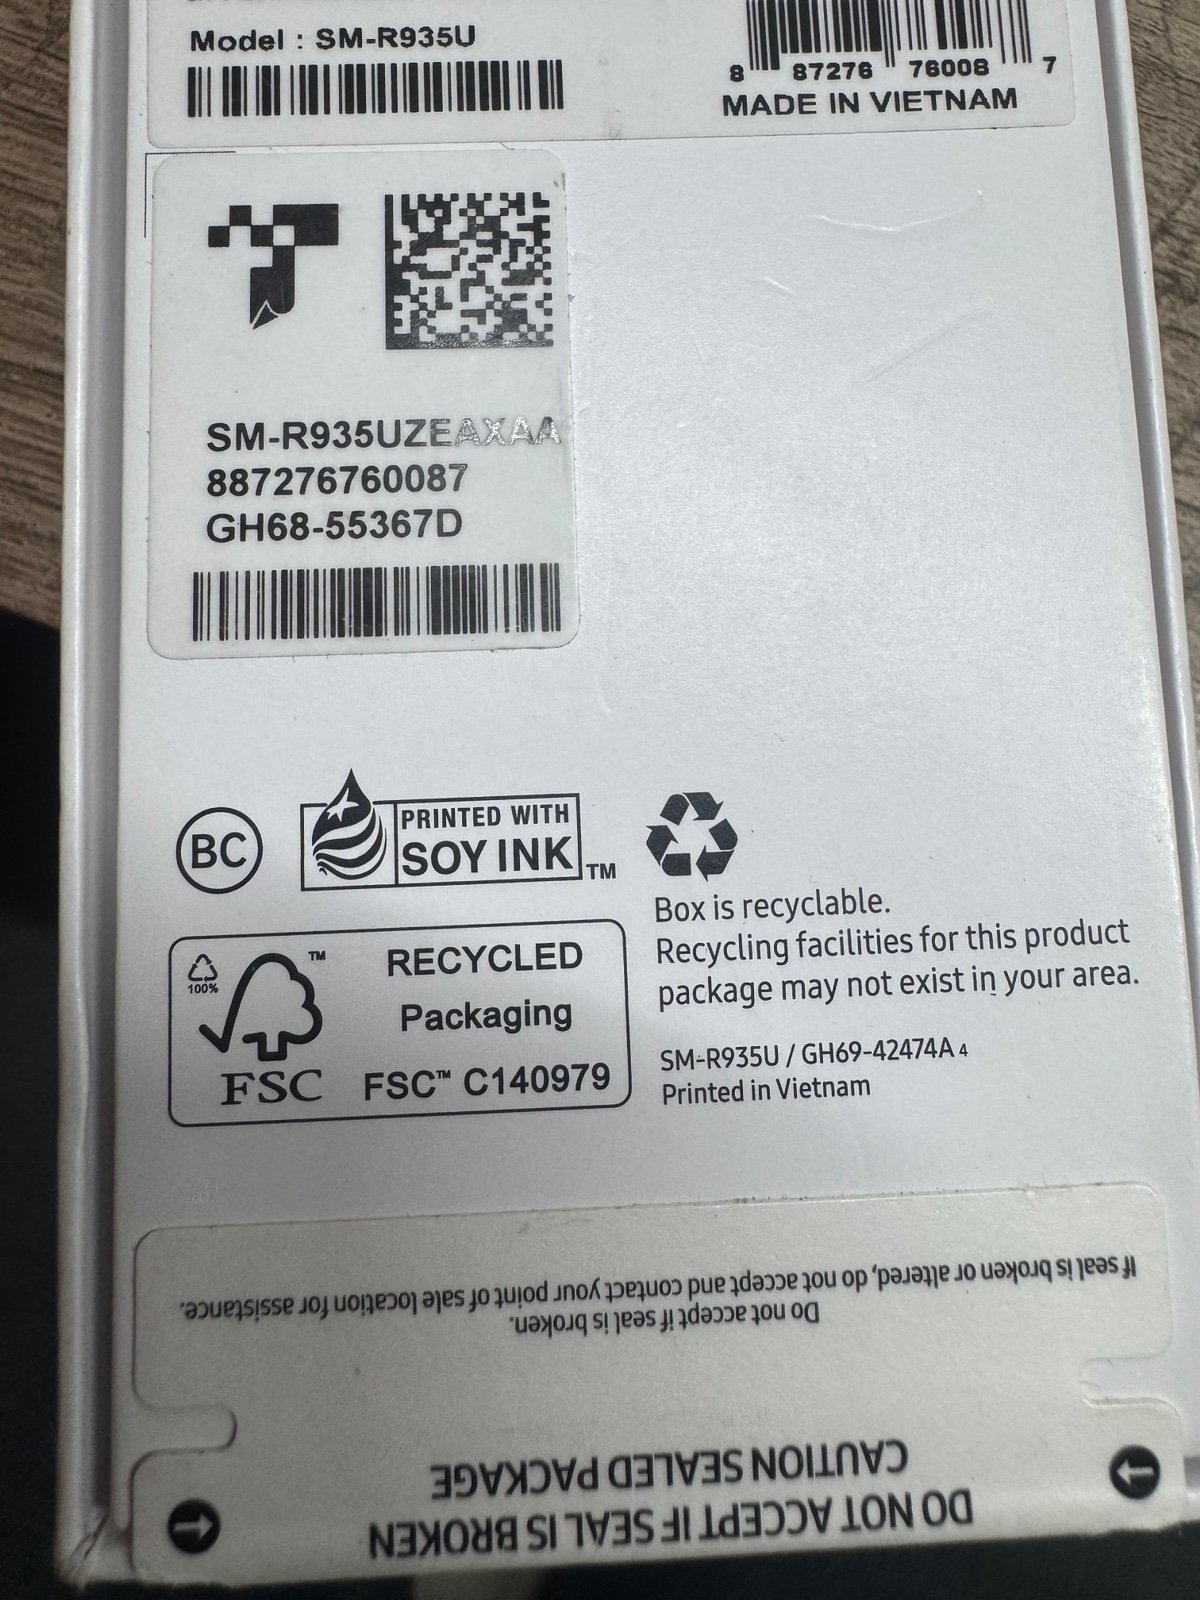 Model : SM-R935U
8 87276 76008 7
MADE IN VIETNAM
SM-R935UZEAXAA
887276760087
GH68-55367D
BC
PRINTED WITH
SOY INK TM
Box is recyclable.
Recycling facilities for this product
package may not exist in your area.
100%
TM
FSC
RECYCLED
Packaging
FSC™ C140979
SM-R935U / GH69-42474A 4
Printed in Vietnam
DO NOT ACCEPT IF SEAL IS BROKEN
CAUTION SEALED PACKAGE
Do not accept if seal is broken.
If seal is broken or altered, do not accept and contact your point of sale location for assistance.